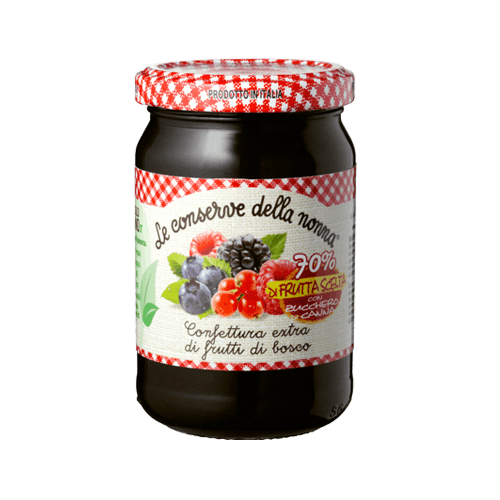 PRODOTTO IN ITALIA
Le conserve della nonna®
70%
DI FRUTTA SCELTA
CON
ZUCCHERO
DI CANNA
Confettura extra
di frutti di bosco